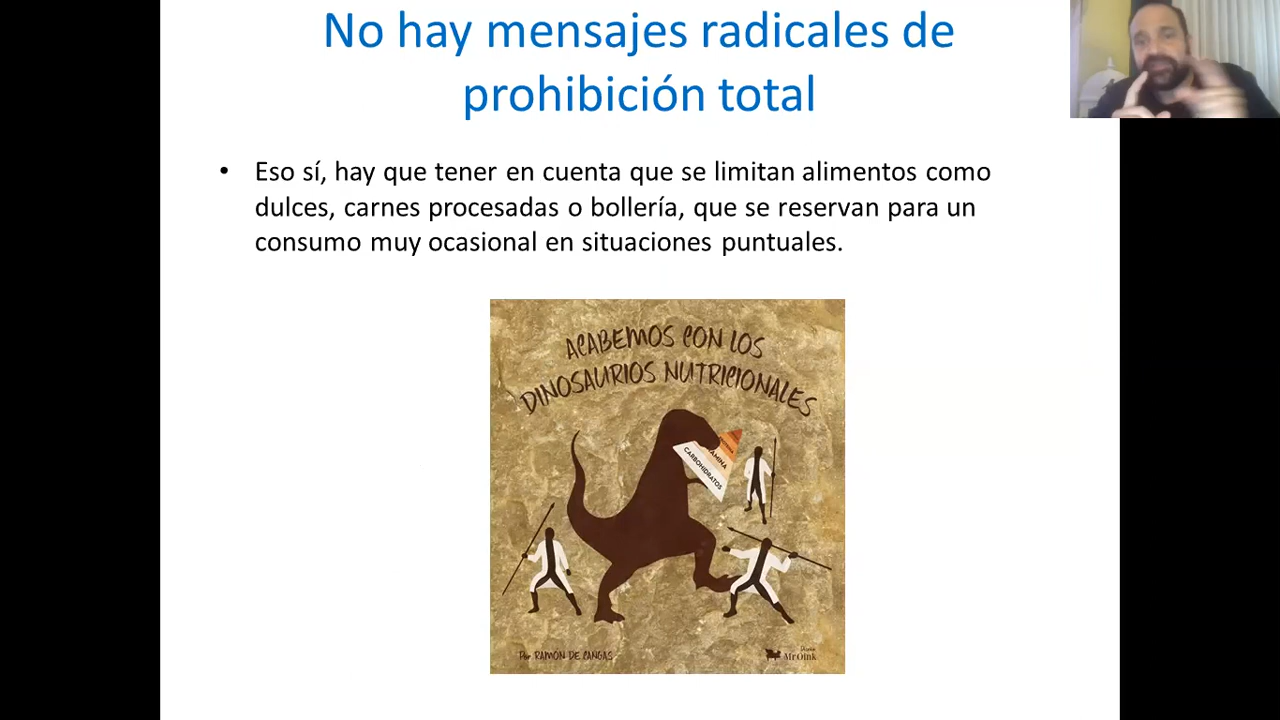 No hay mensajes radicales de
prohibición total
• Eso sí, hay que tener en cuenta que se limitan alimentos como
dulces, carnes procesadas o bollería, que se reservan para un
consumo muy ocasional en situaciones puntuales.
ACABEMOS CON LOS
DINOSAURIOS NUTRICIONALES
CARBOHIDRATOS
Por RAMÓN DE CANGAS
Mr Oink